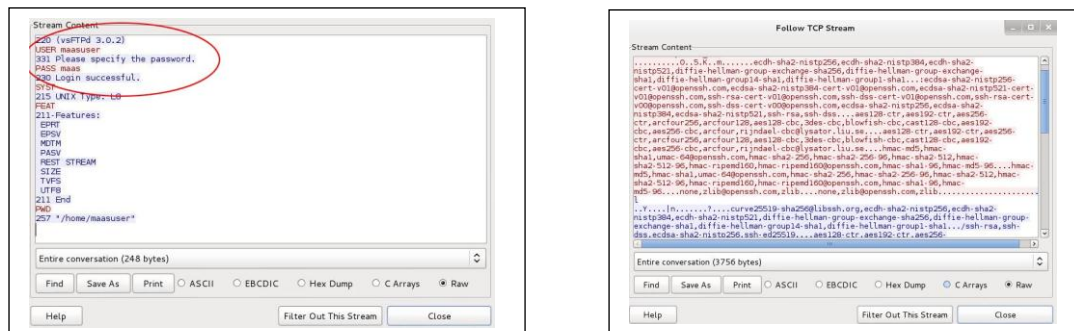 Stream Content
220 (vsFTPd 3.0.2)
USER maasuser
331 Please specify the password.
PASS maas
230 Login successful.
SYST
215 UNIX Type: L8
FEAT
211-Features:
EPRT
EPSV
MDTM
PASV
REST STREAM
SIZE
TVFS
UTF8
211 End
PWD
257 "/home/maasuser"
Entire conversation (248 bytes)
Find
Save As
Print
ASCII
EBCDIC
Hex Dump
C Arrays
Raw
Help
Filter Out This Stream
Close
Follow TCP Stream
Stream Content
.........0..5.R..m.......ecdh-sha2-nistp256,ecdh-sha2-nistp384,ecdh-sha2-
nistp521,diffie-hellman-group-exchange-sha256,diffie-hellman-group-exchange-
sha1,diffie-hellman-group14-sha1,diffie-hellman-group1-sha1...:ecdsa-sha2-nistp256-
cert-v01@openssh.com,ecdsa-sha2-nistp384-cert-v01@openssh.com,ecdsa-sha2-nistp521-cert-
v01@openssh.com,ssh-rsa-cert-v01@openssh.com,ssh-dss-cert-v01@openssh.com,ssh-rsa-cert-
v00@openssh.com,ssh-dss-cert-v00@openssh.com,ecdsa-sha2-nistp256,ecdsa-sha2-
nistp384,ecdsa-sha2-nistp521,ssh-rsa,ssh-dss....aes128-ctr,aes192-ctr,aes256-
ctr,arcfour256,arcfour128,aes128-cbc,3des-cbc,blowfish-cbc,cast128-cbc,aes192-
cbc,aes256-cbc,arcfour,rijndael-cbc@lysator.liu.se....aes128-ctr,aes192-ctr,aes256-
ctr,arcfour256,arcfour128,aes128-cbc,3des-cbc,blowfish-cbc,cast128-cbc,aes192-
cbc,aes256-cbc,arcfour,rijndael-cbc@lysator.liu.se....hmac-md5,hmac-
sha1,umac-64@openssh.com,hmac-sha2-256,hmac-sha2-256-96,hmac-sha2-512,hmac-
sha2-512-96,hmac-ripemd160,hmac-ripemd160@openssh.com,hmac-sha1-96,hmac-md5-96....hmac-
md5,hmac-sha1,umac-64@openssh.com,hmac-sha2-256,hmac-sha2-256-96,hmac-sha2-512,hmac-
sha2-512-96,hmac-ripemd160,hmac-ripemd160@openssh.com,hmac-sha1-96,hmac-
md5-96....none,zlib@openssh.com,zlib....none,zlib@openssh.com,zlib......................
l
..Y....|n.......?....curve25519-sha256@libssh.org,ecdh-sha2-nistp256,ecdh-sha2-
nistp384,ecdh-sha2-nistp521,diffie-hellman-group-exchange-sha256,diffie-hellman-group-
exchange-sha1,diffie-hellman-group14-sha1,diffie-hellman-group1-sha1.../ssh-rsa,ssh-
dss,ecdsa-sha2-nistp256,ssh-ed25519....aes128-ctr,aes192-ctr,aes256-
Entire conversation (3756 bytes)
Find
Save As
Print
ASCII
EBCDIC
Hex Dump
C Arrays
Raw
Help
Filter Out This Stream
Close